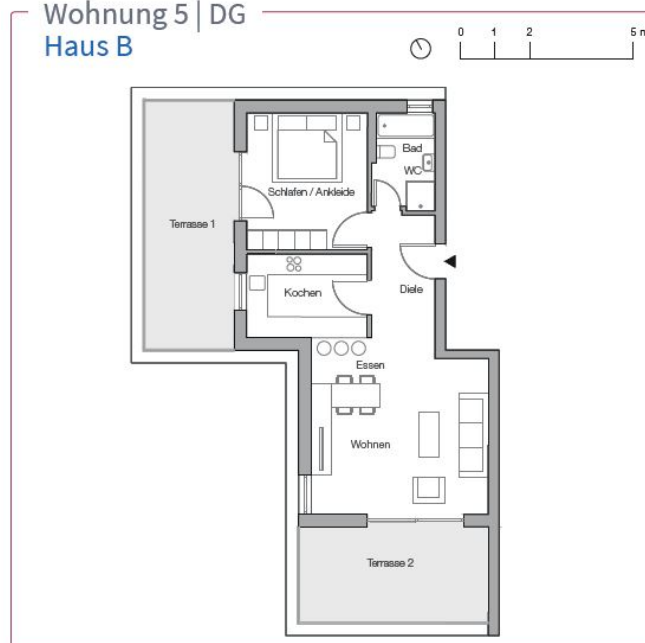 Wohnung 5 | DG
Haus B
0 1 2 5 m
Bad
WC
Schlafen / Ankleide
Terrasse 1
Kochen
Diele
Essen
Wohnen
Terrasse 2